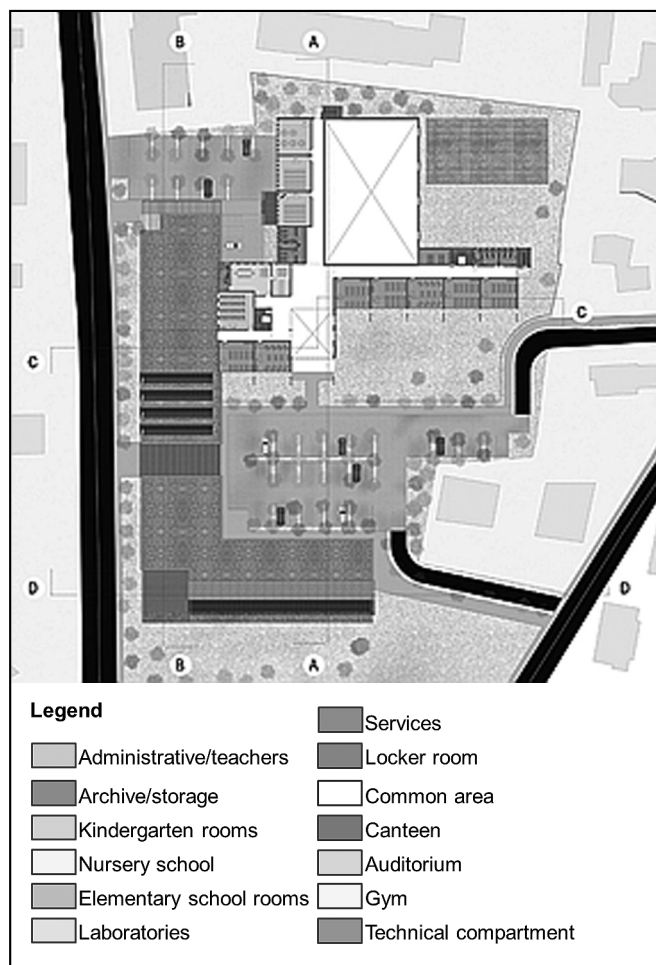 B A
C
C
D
D
B A
Legend
Administrative/teachers
Archive/storage
Kindergarten rooms
Nursery school
Elementary school rooms
Laboratories
Services
Locker room
Common area
Canteen
Auditorium
Gym
Technical compartment